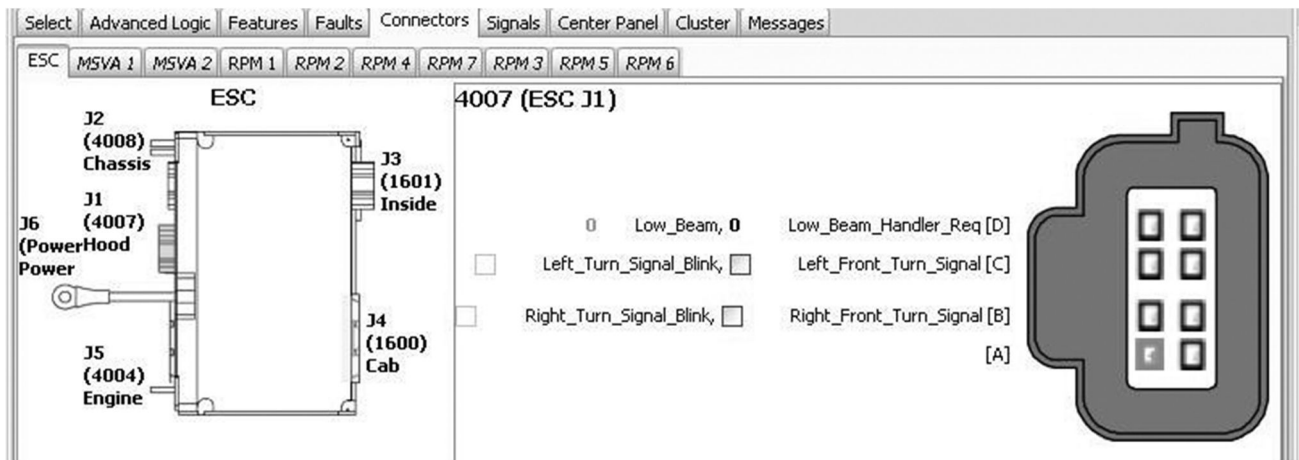 Select Advanced Logic Features Faults Connectors Signals Center Panel Cluster Messages
ESC MSVA 1 MSVA 2 RPM 1 RPM 2 RPM 4 RPM 7 RPM 3 RPM 5 RPM 6
ESC
J2
(4008)
Chassis
J1
(4007)
Hood
J6
(Power
Power
J5
(4004)
Engine
J3
(1601)
Inside
J4
(1600)
Cab
4007 (ESC J1)
0 Low_Beam, 0 Low_Beam_Handler_Req [D]
Left_Turn_Signal_Blink, Left_Front_Turn_Signal [C]
Right_Turn_Signal_Blink, Right_Front_Turn_Signal [B]
[A]